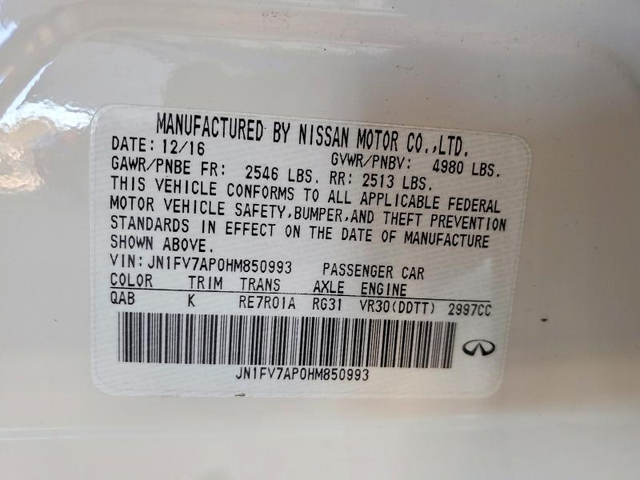 MANUFACTURED BY NISSAN MOTOR CO.,LTD.
DATE: 12/16 GVWR/PNBV: 4980 LBS.
GAWR/PNBE FR: 2546 LBS. RR: 2513 LBS.
THIS VEHICLE CONFORMS TO ALL APPLICABLE FEDERAL
MOTOR VEHICLE SAFETY,BUMPER,AND THEFT PREVENTION
STANDARDS IN EFFECT ON THE DATE OF MANUFACTURE
SHOWN ABOVE.
VIN:JN1FV7AP0HM850993 PASSENGER CAR
COLOR TRIM TRANS AXLE ENGINE
QAB K RE7R01A RG31 VR30(DDTT) 2997CC
JN1FV7AP0HM850993